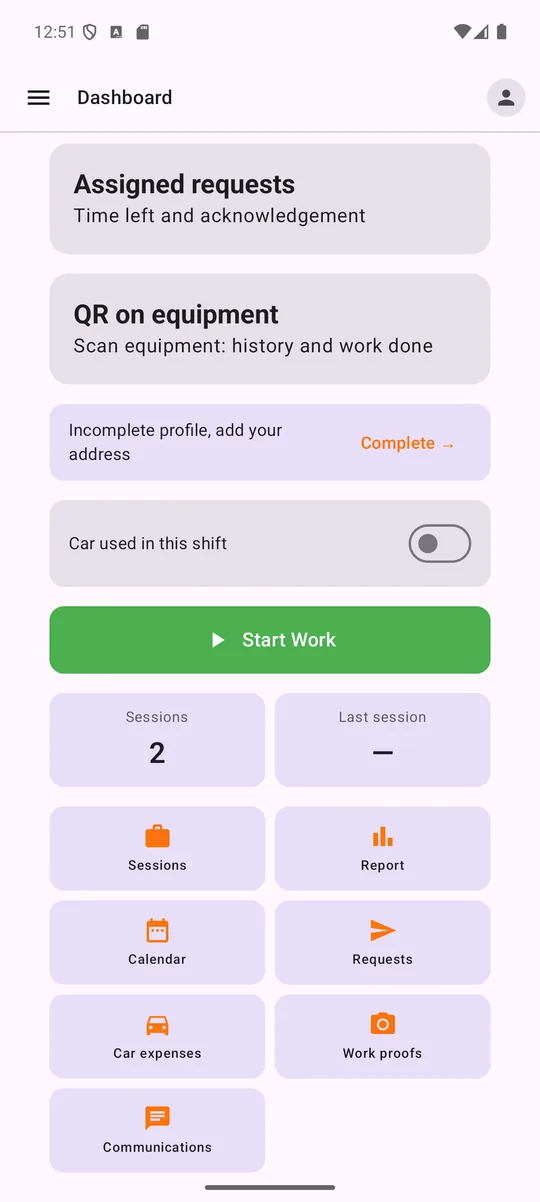 12:51
Dashboard
Assigned requests
Time left and acknowledgement
QR on equipment
Scan equipment: history and work done
Incomplete profile, add your
address
Complete →
Car used in this shift
Start Work
Sessions
2
Last session
—
Sessions
Report
Calendar
Requests
Car expenses
Work proofs
Communications